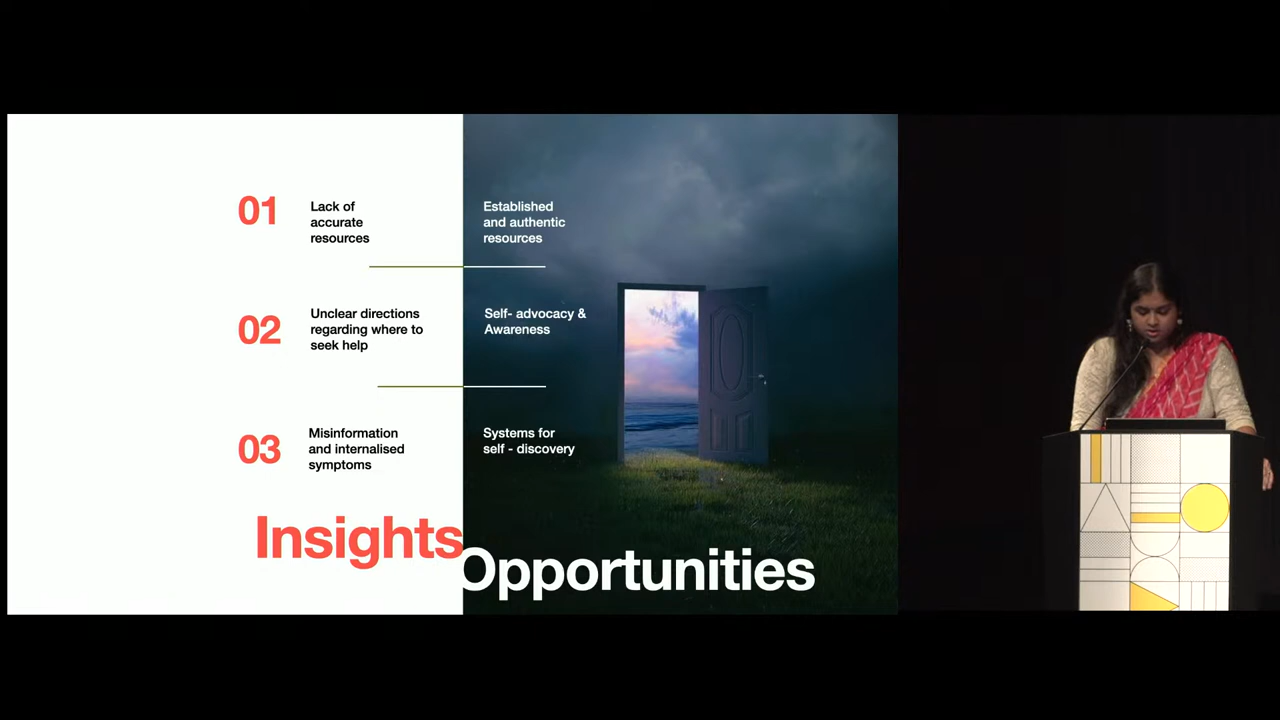 01
Lack of
accurate
resources
Established
and authentic
resources
02
Unclear directions
regarding where to
seek help
Self- advocacy &
Awareness
03
Misinformation
and internalised
symptoms
Systems for
self - discovery
Insights
Opportunities